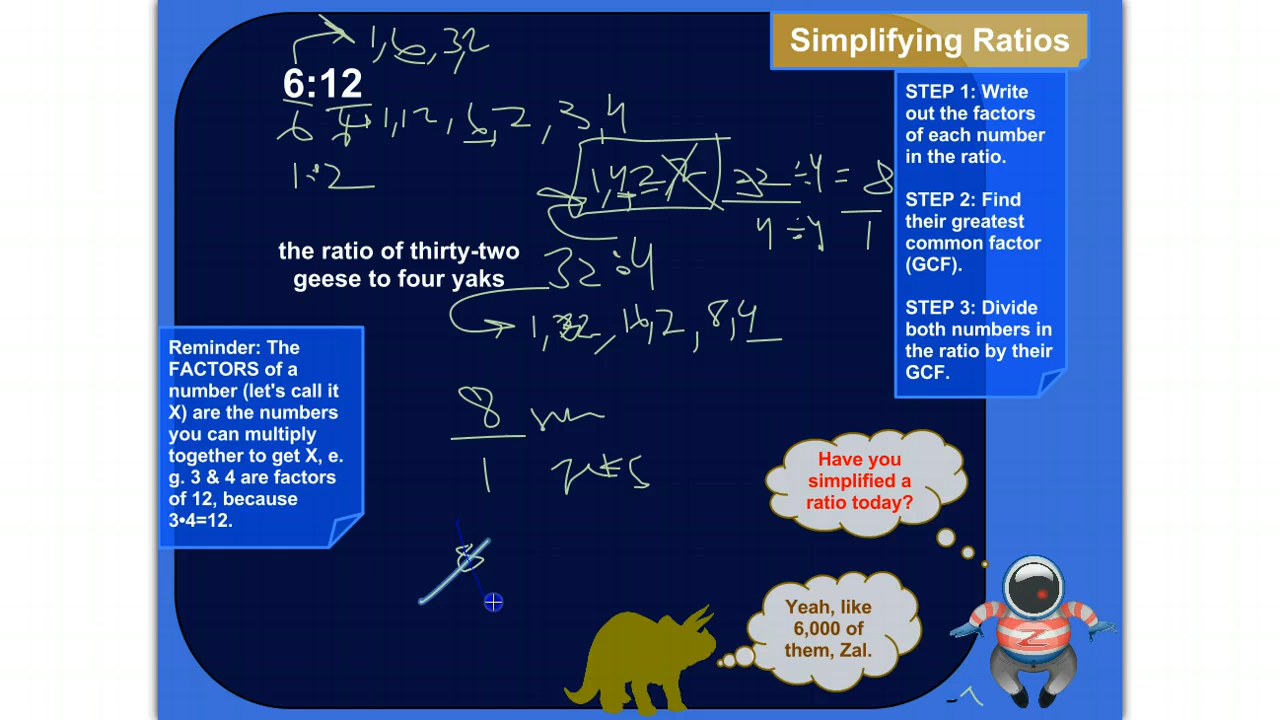 Simplifying Ratios
1, 6, 3,2
6:12
6 6 1,12, 6, 2, 3,4
1:2
STEP 1: Write
out the factors
of each number
in the ratio.
STEP 2: Find
their greatest
common factor
(GCF).
STEP 3: Divide
both numbers in
the ratio by their
GCF.
1,4,2
32 ÷4 = 8
4 ÷4 1
the ratio of thirty-two
geese to four yaks
32:4
1,32, 16,2, 8,4
Reminder: The
FACTORS of a
number (let's call it
X) are the numbers
you can multiply
together to get X, e.
g. 3 & 4 are factors
of 12, because
3•4=12.
8
1
8
Have you
simplified a
ratio today?
Yeah, like
6,000 of
them, Zal.
Z